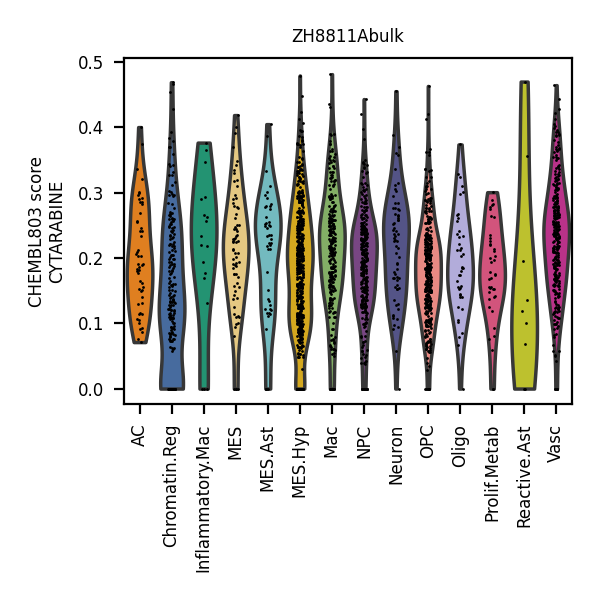 ZH8811Abulk
CHEMBL803 score
CYTARABINE
0.5
0.4
0.3
0.2
0.1
0.0
AC
Chromatin.Reg
Inflammatory.Mac
MES
MES.Ast
MES.Hyp
Mac
NPC
Neuron
OPC
Oligo
Prolif.Metab
Reactive.Ast
Vasc